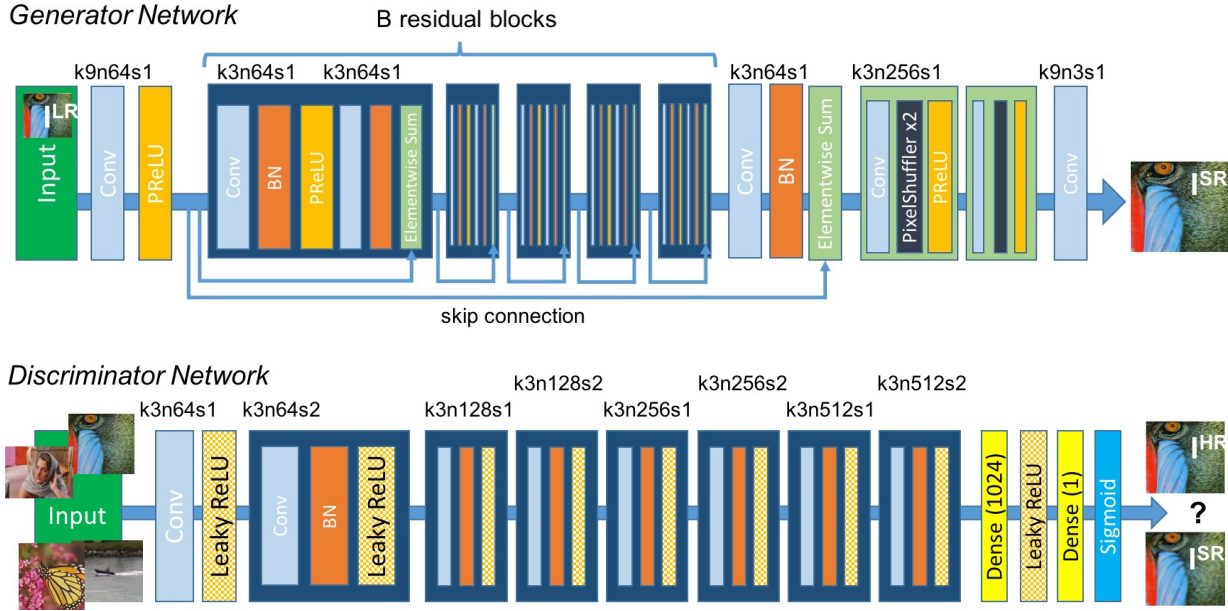 Generator Network
B residual blocks
k9n64s1
k3n64s1 k3n64s1
k3n64s1
k3n256s1
k9n3s1
I^LR
Input
Conv
PReLU
Conv
BN
PReLU
Elementwise Sum
Conv
BN
Elementwise Sum
Conv
PixelShuffler x2
PReLU
Conv
I^SR
skip connection
Discriminator Network
k3n64s1
k3n64s2
k3n128s1
k3n128s2
k3n256s1
k3n256s2
k3n512s1
k3n512s2
Input
Conv
Leaky ReLU
Conv
BN
Leaky ReLU
Dense (1024)
Leaky ReLU
Dense (1)
Sigmoid
I^HR
?
I^SR